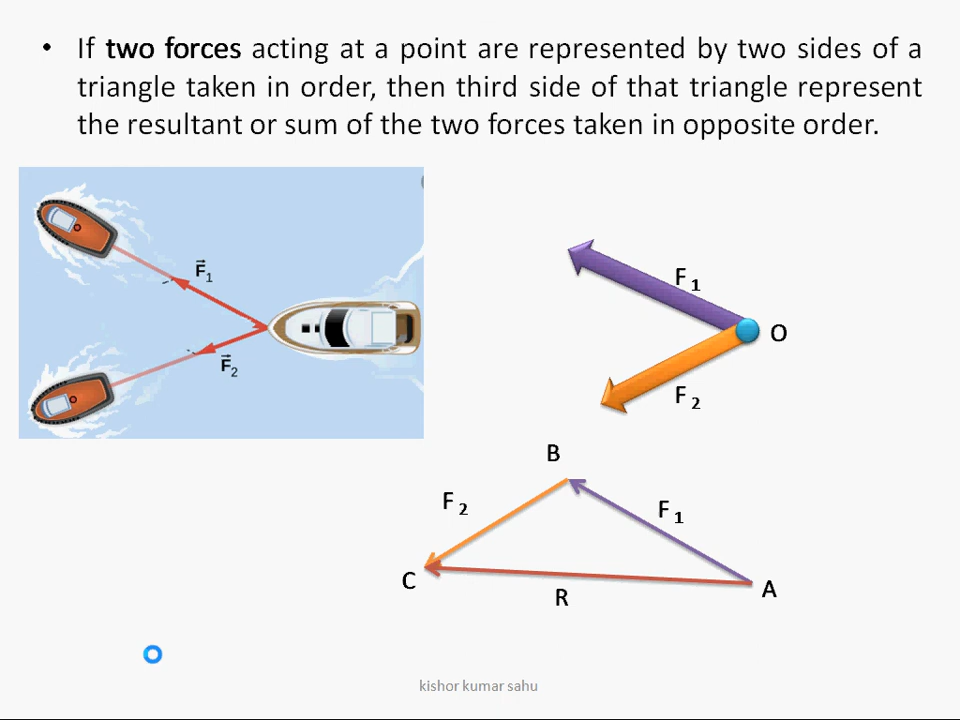 • If two forces acting at a point are represented by two sides of a
triangle taken in order, then third side of that triangle represent
the resultant or sum of the two forces taken in opposite order.
F⃗₁
F⃗₂
F 1
O
F 2
B
F 2
F 1
C
R
A
kishor kumar sahu